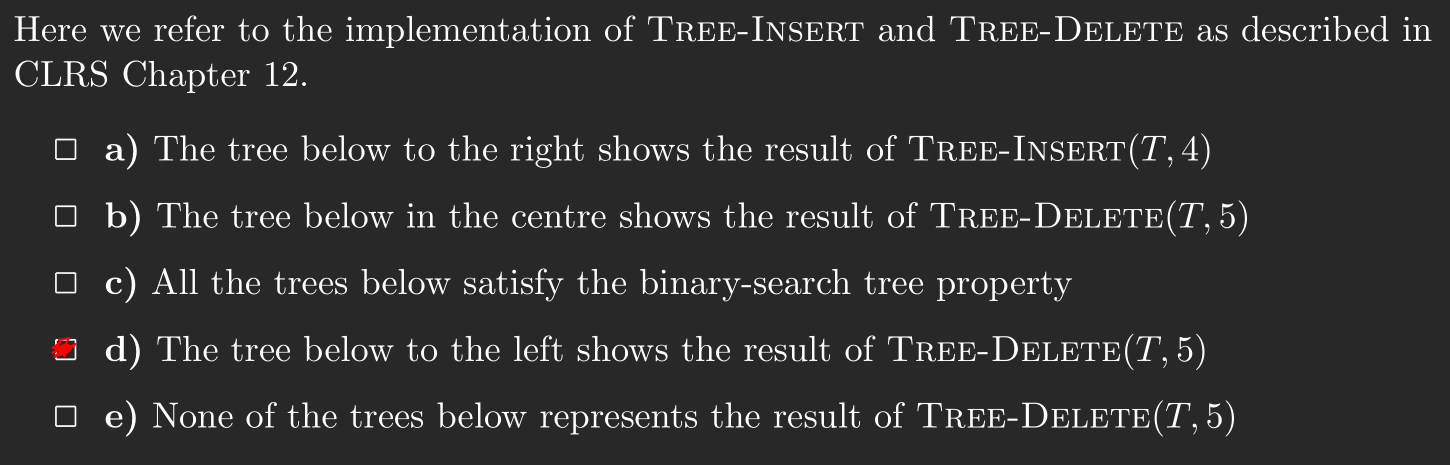 Here we refer to the implementation of TREE-INSERT and TREE-DELETE as described in
CLRS Chapter 12.
a) The tree below to the right shows the result of TREE-INSERT(T, 4)
b) The tree below in the centre shows the result of TREE-DELETE(T, 5)
c) All the trees below satisfy the binary-search tree property
d) The tree below to the left shows the result of TREE-DELETE(T, 5)
e) None of the trees below represents the result of TREE-DELETE(T, 5)